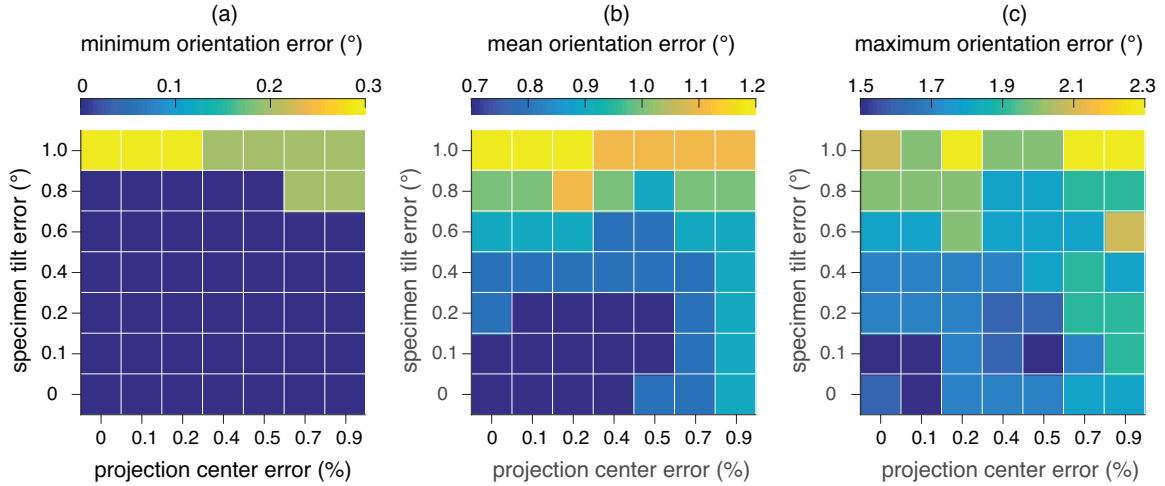 (a)
minimum orientation error (°)
0 0.1 0.2 0.3
specimen tilt error (°)
1.0
0.8
0.6
0.4
0.2
0.1
0
0 0.1 0.2 0.4 0.5 0.7 0.9
projection center error (%)
(b)
mean orientation error (°)
0.7 0.8 0.9 1.0 1.2
specimen tilt error (°)
1.0
0.8
0.6
0.4
0.2
0.1
0
0 0.1 0.2 0.4 0.5 0.7 0.9
projection center error (%)
(c)
maximum orientation error (°)
1.5 1.7 1.9 2.1 2.3
specimen tilt error (°)
1.0
0.8
0.6
0.4
0.2
0.1
0
0 0.1 0.2 0.4 0.5 0.7 0.9
projection center error (%)